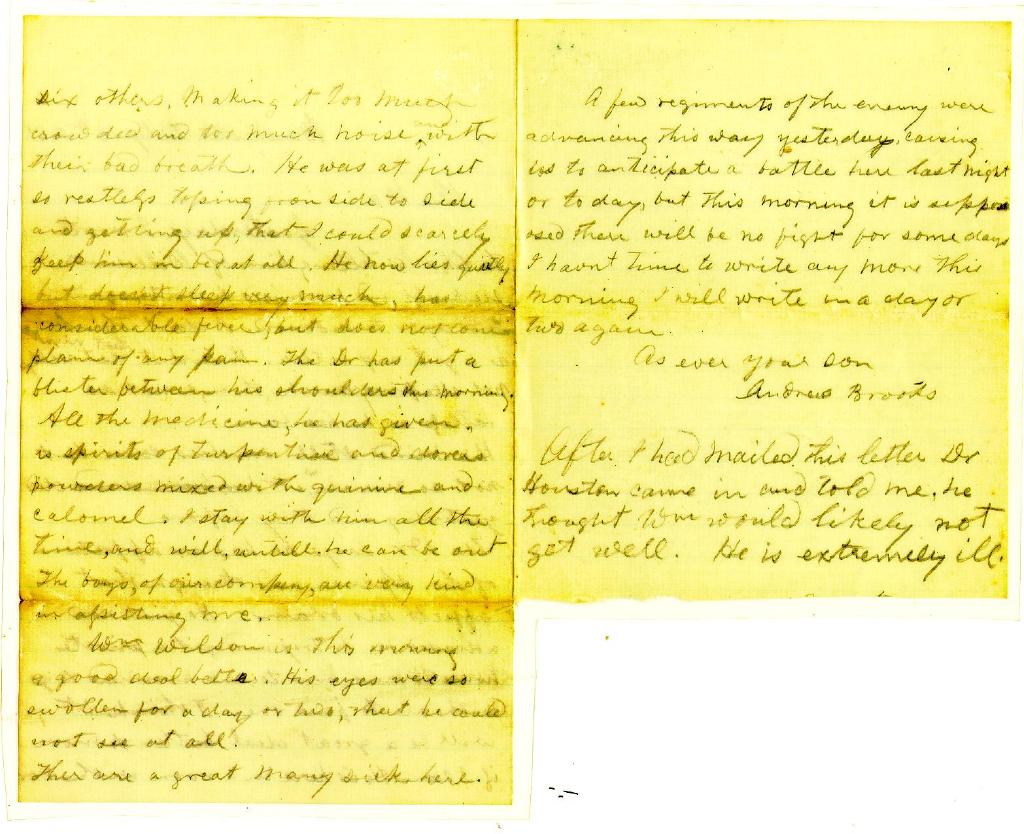 six others, Making it too much
crowded and too much noise and, with
their bad breath. He was at first
so restless tossing from side to side
and getting up, that I could scarcely
keep him in bed at all. He now lies quietly
but doesnt sleep very much, has
considerable fever, but does not com
plain of any pain. The Dr has put a
blister between his shoulders this morning.
All the medicine, he has given,
is spirits of turpentine and dovers
powders mixed with quinine and
calomel. I stay with him all the
time, and will, untill he can be out
The boys, of our company, are very kind
in assisting me.
Wm Wilson is this morning
a good deal better. His eyes were so
swollen for a day or two, that he could
not see at all.
Ther are a great many sick here.
A few regiments of the enemy were
advancing this way yesterday, causing
us to anticipate a battle here last night
or to day, but this morning it is suppos
osed there will be no fight for some days
I havnt time to write any more this
morning I will write in a day or
two again
As ever your son
Andrew Brooks
After I had mailed this letter Dr
Houston came in and told me, he
thought Wm would likely not
get well. He is extremely ill.